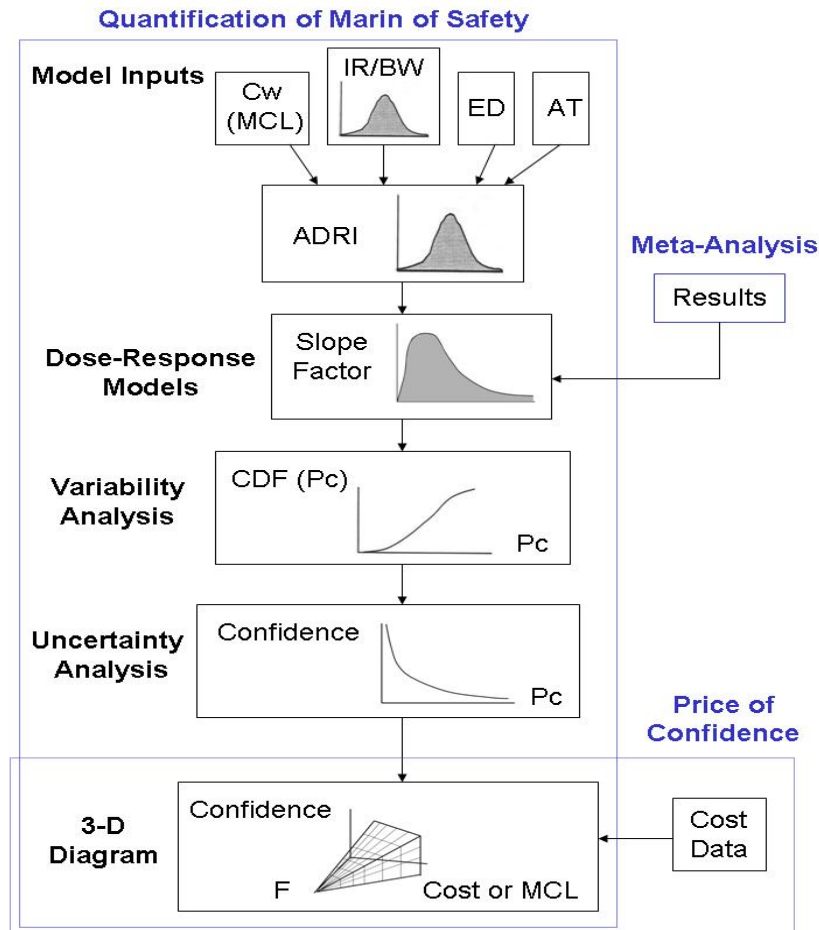 Quantification of Marin of Safety
Model Inputs
Cw
(MCL)
IR/BW
ED
AT
ADRI
Meta-Analysis
Results
Dose-Response
Models
Slope
Factor
Variability
Analysis
CDF (Pc)
Pc
Uncertainty
Analysis
Confidence
Pc
Price of
Confidence
3-D
Diagram
Confidence
F
Cost or MCL
Cost
Data